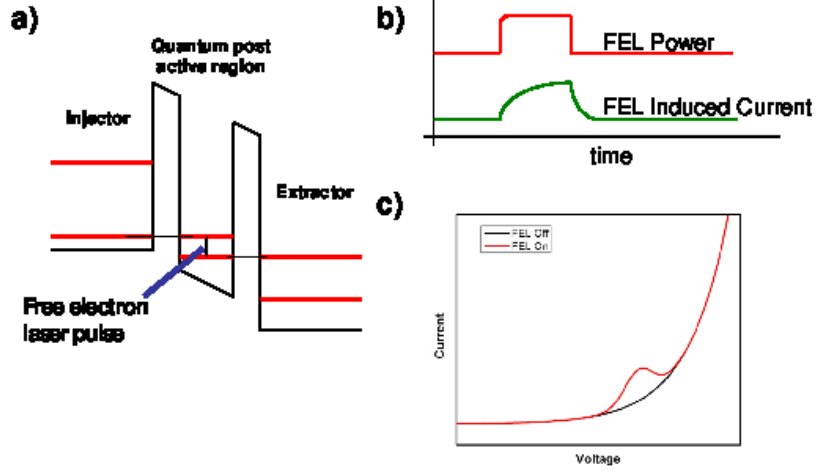 a)
Quantum post
active region
Injector
Extractor
Free electron
laser pulse
b)
FEL Power
FEL Induced Current
time
c)
FEL Off
FEL On
Current
Voltage